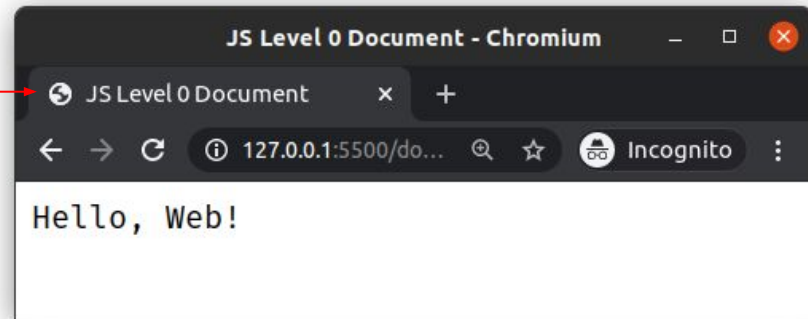 JS Level 0 Document - Chromium
JS Level 0 Document
127.0.0.1:5500/do... Incognito
Hello, Web!